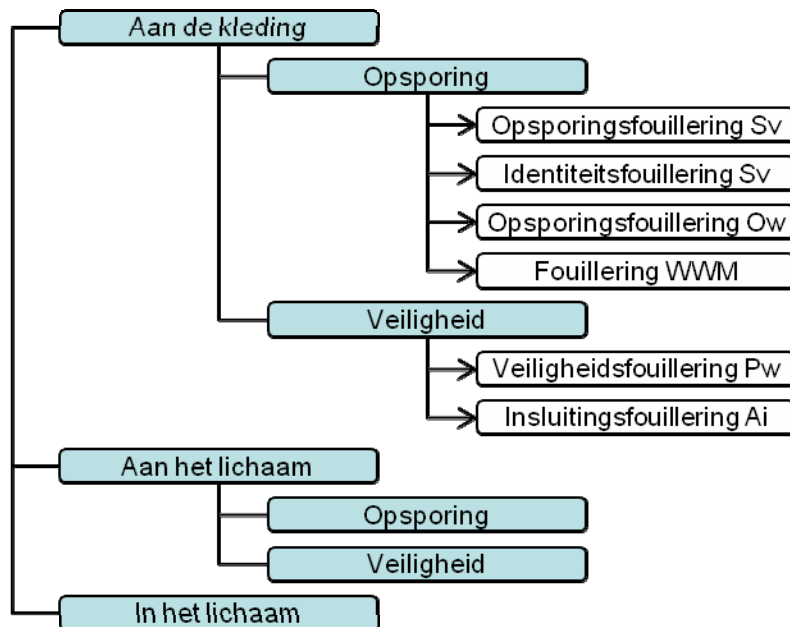 Aan de kleding
Opsporing
Opsporingsfouillering Sv
Identiteitsfouillering Sv
Opsporingsfouillering Ow
Fouillering WWM
Veiligheid
Veiligheidsfouillering Pw
Insluitingsfouillering Ai
Aan het lichaam
Opsporing
Veiligheid
In het lichaam